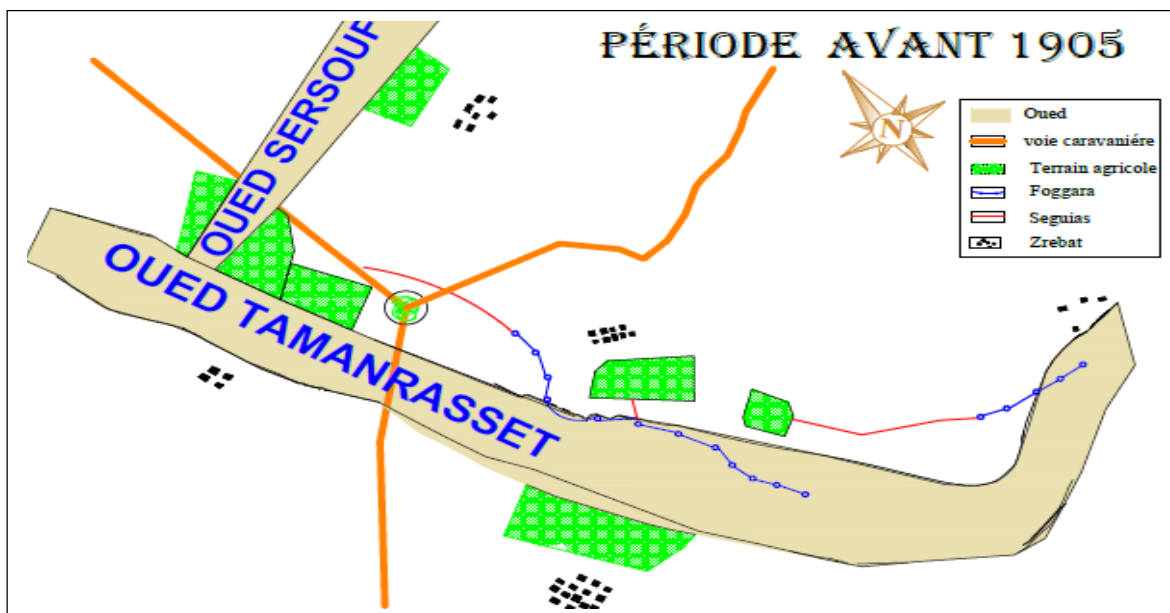 PÉRIODE AVANT 1905
N
Oued
voie caravaniére
Terrain agricole
Foggara
Seguias
Zrebat
OUED SERSOUF
OUED TAMANRASSET